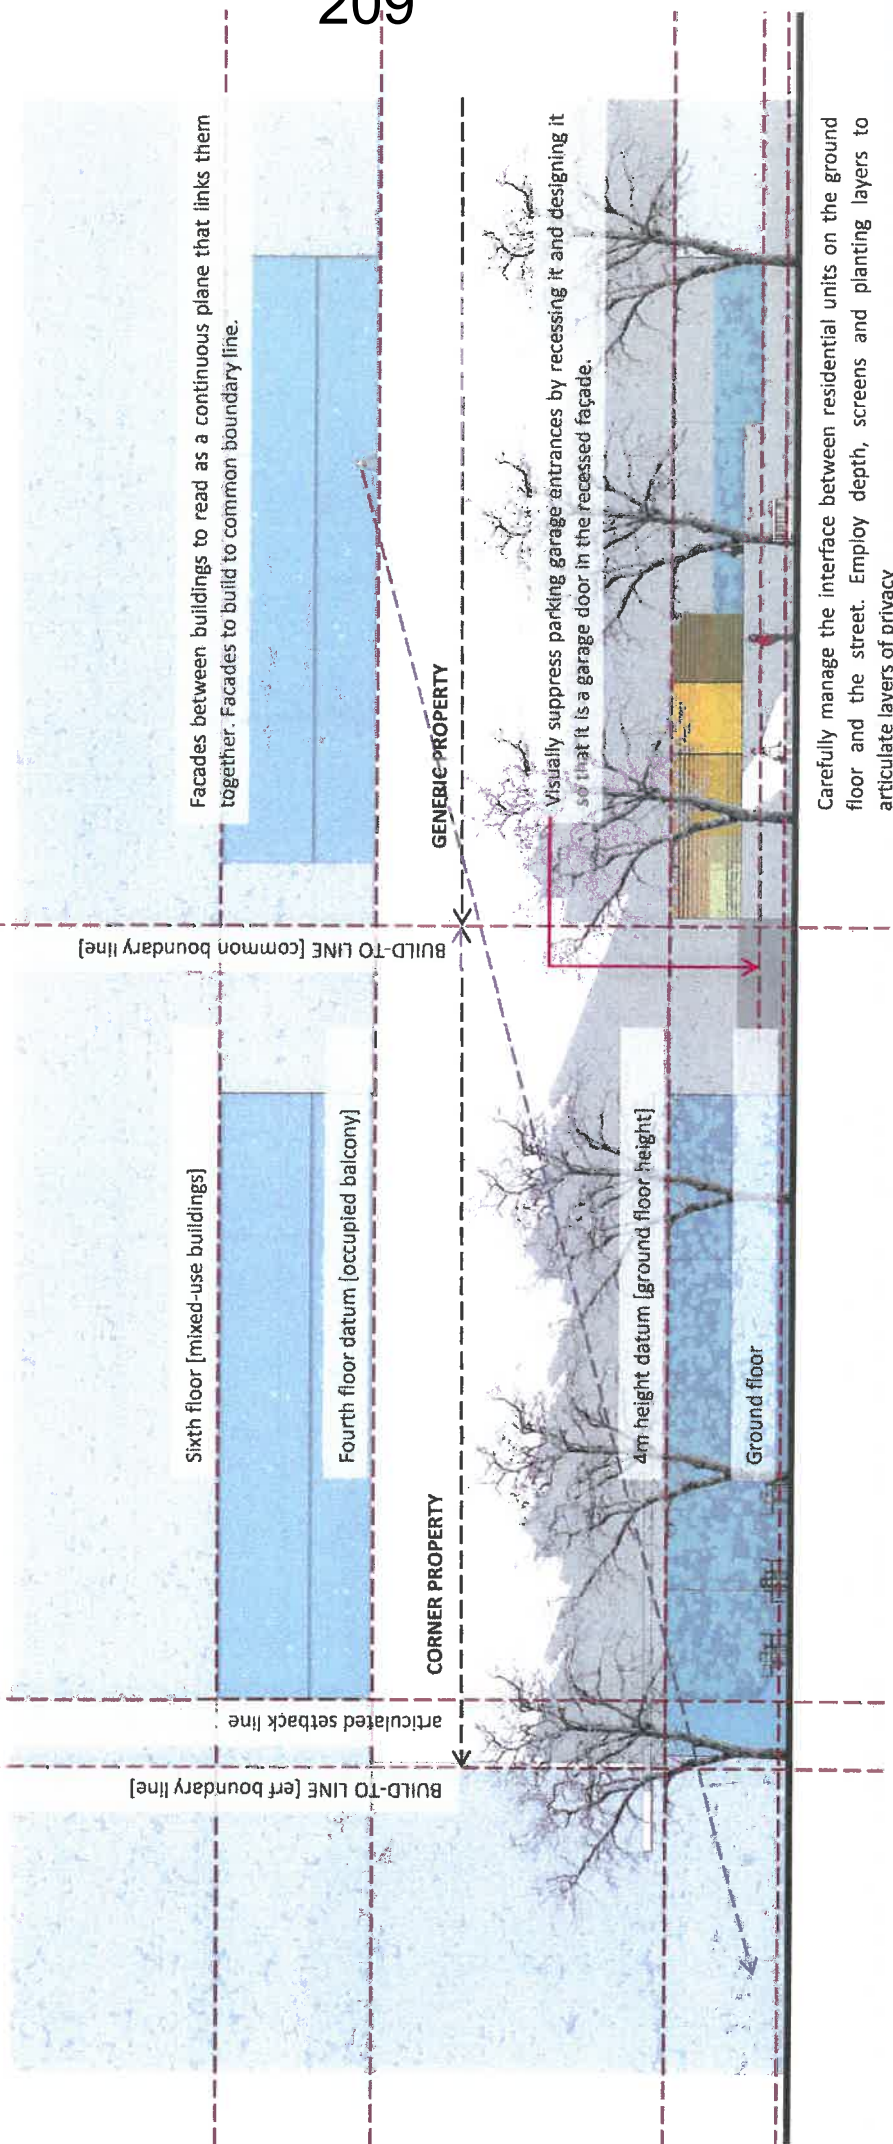 209
Facades between buildings to read as a continuous plane that links them
together. Facades to build to common boundary line.
Sixth floor [mixed-use buildings]
Fourth floor datum [occupied balcony]
BUILD-TO LINE [common boundary line]
articulated setback line
BUILD-TO LINE [erf boundary line]
CORNER PROPERTY
GENERIC PROPERTY
Visually suppress parking garage entrances by recessing it and designing it
so that it is a garage door in the recessed façade.
4m height datum [ground floor height]
Ground floor
Carefully manage the interface between residential units on the ground
floor and the street. Employ depth, screens and planting layers to
articulate layers of privacy